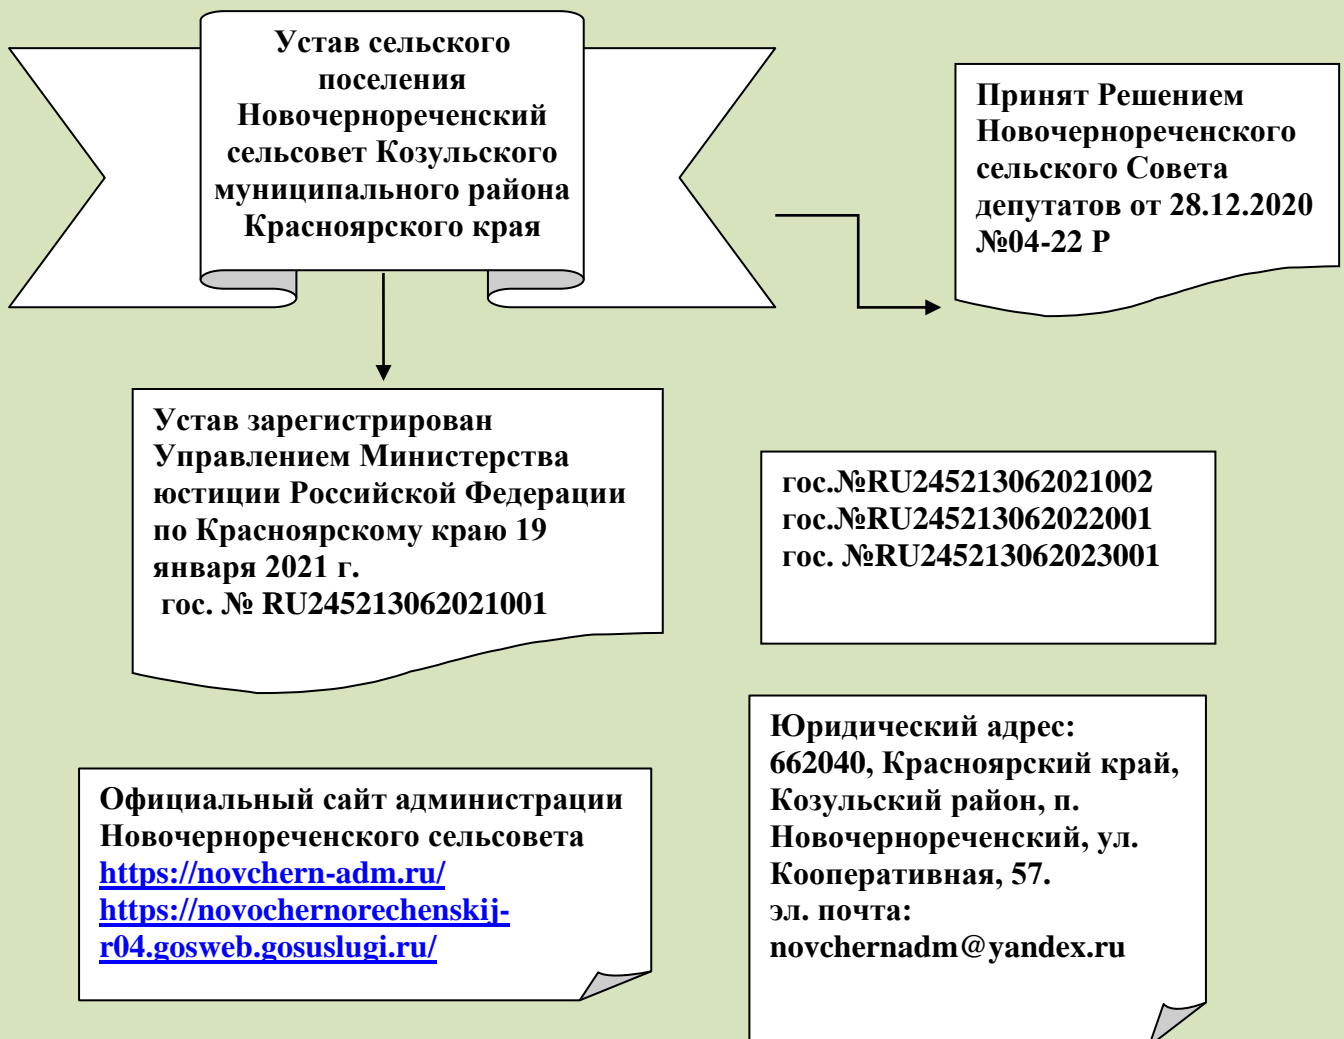 Устав сельского
поселения
Новочернореченский
сельсовет Козульского
муниципального района
Красноярского края
Принят Решением
Новочернореченского
сельского Совета
депутатов от 28.12.2020
№04-22 Р
Устав зарегистрирован
Управлением Министерства
юстиции Российской Федерации
по Красноярскому краю 19
января 2021 г.
гос. № RU245213062021001
гос.№RU245213062021002
гос.№RU245213062022001
гос. №RU245213062023001
Официальный сайт администрации
Новочернореченского сельсовета
https://novchern-adm.ru/
https://novochernorechenskij-
r04.gosweb.gosuslugi.ru/
Юридический адрес:
662040, Красноярский край,
Козульский район, п.
Новочернореченский, ул.
Кооперативная, 57.
эл. почта:
novchernadm@yandex.ru